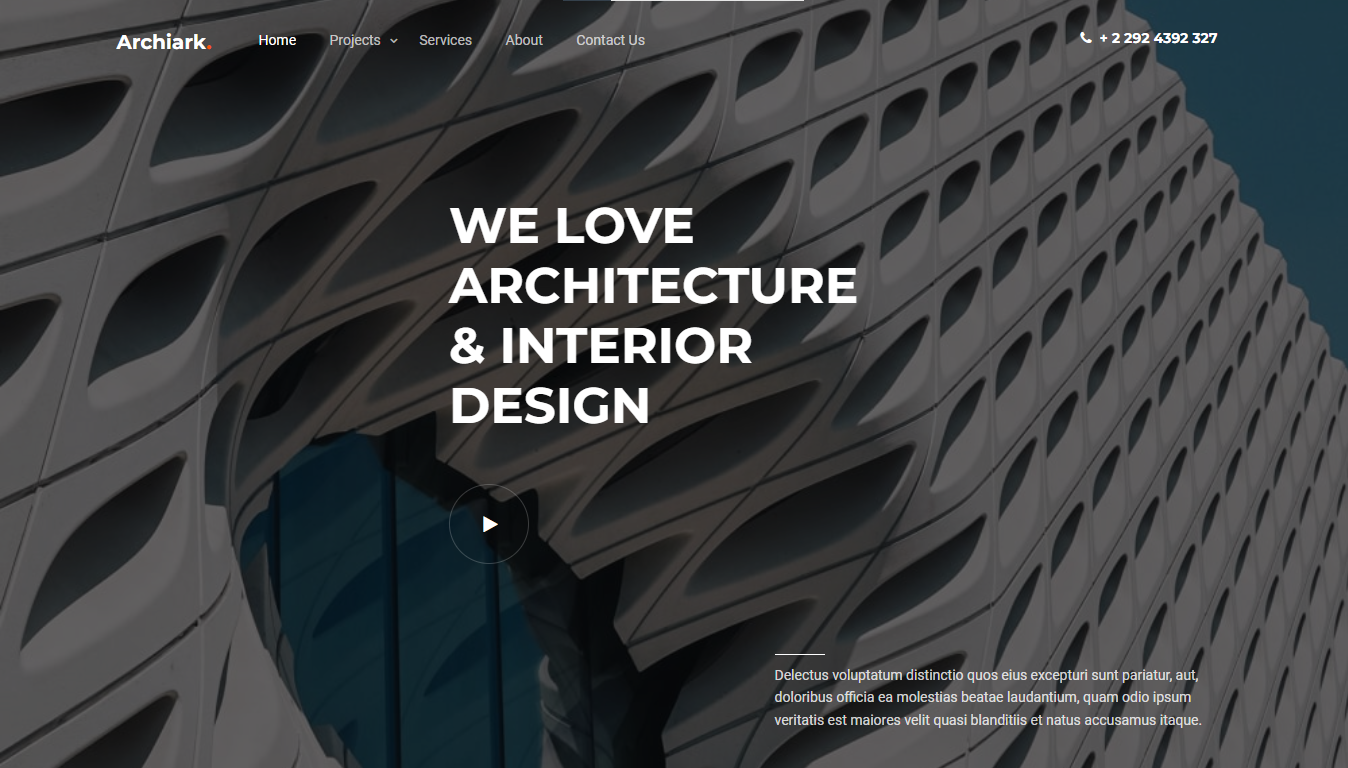 Archiark.
Home Projects Services About Contact Us
+ 2 292 4392 327
WE LOVE
ARCHITECTURE
& INTERIOR
DESIGN
Delectus voluptatum distinctio quos eius excepturi sunt pariatur, aut,
doloribus officia ea molestias beatae laudantium, quam odio ipsum
veritatis est maiores velit quasi blanditiis et natus accusamus itaque.